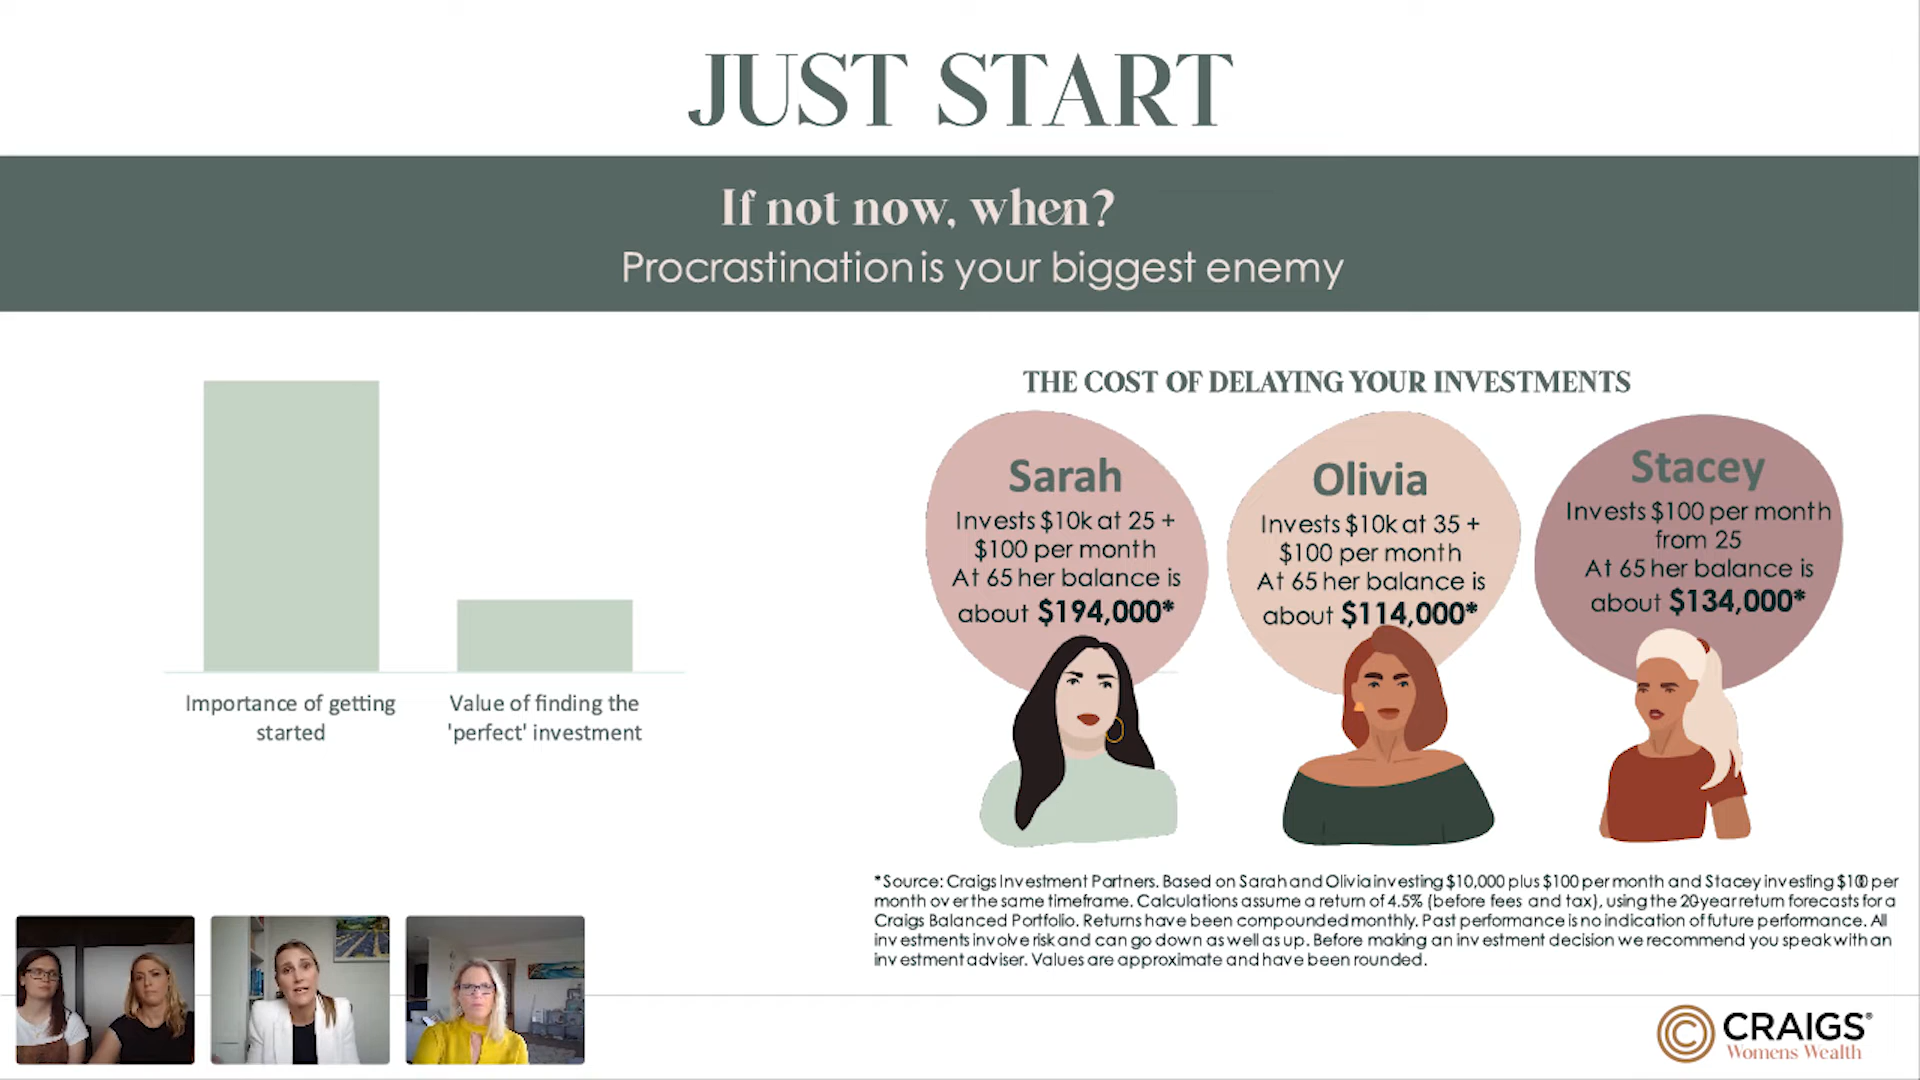 JUST START
If not now, when?
Procrastination is your biggest enemy
Importance of getting
started
Value of finding the
'perfect' investment
THE COST OF DELAYING YOUR INVESTMENTS
Sarah
Invests $10k at 25 +
$100 per month
At 65 her balance is
about $194,000*
Olivia
Invests $10k at 35 +
$100 per month
At 65 her balance is
about $114,000*
Stacey
Invests $100 per month
from 25
At 65 her balance is
about $134,000*
*Source: Craigs Investment Partners. Based on Sarah and Olivia investing $10,000 plus $100 per month and Stacey investing $100 per
month over the same timeframe. Calculations assume a return of 4.5% (before fees and tax), using the 20 year return forecasts for a
Craigs Balanced Portfolio. Returns have been compounded monthly. Past performance is no indication of future performance. All
investments involve risk and can go down as well as up. Before making an investment decision we recommend you speak with an
investment adviser. Values are approximate and have been rounded.
CRAIGS®
Womens Wealth